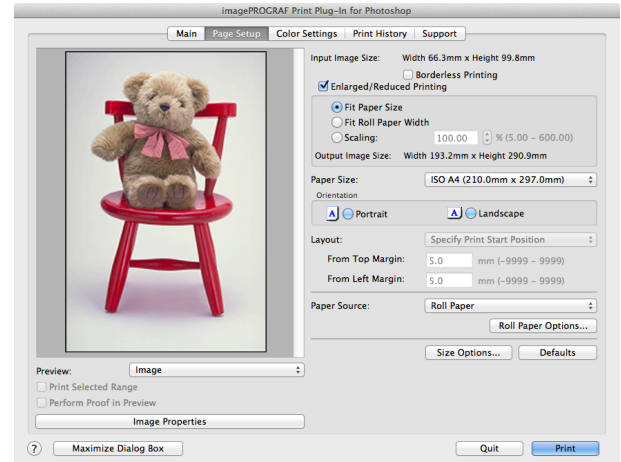 imagePROGRAF Print Plug-In for Photoshop
Main Page Setup Color Settings Print History Support
Input Image Size: Width 66.3mm x Height 99.8mm
Borderless Printing
Enlarged/Reduced Printing
Fit Paper Size
Fit Roll Paper Width
Scaling: 100.00 % (5.00 - 600.00)
Output Image Size: Width 193.2mm x Height 290.9mm
Paper Size: ISO A4 (210.0mm x 297.0mm)
Orientation
A Portrait A Landscape
Layout: Specify Print Start Position
From Top Margin: 5.0 mm (-9999 - 9999)
From Left Margin: 5.0 mm (-9999 - 9999)
Paper Source: Roll Paper
Roll Paper Options...
Size Options... Defaults
Preview: Image
Print Selected Range
Perform Proof in Preview
Image Properties
? Maximize Dialog Box Quit Print